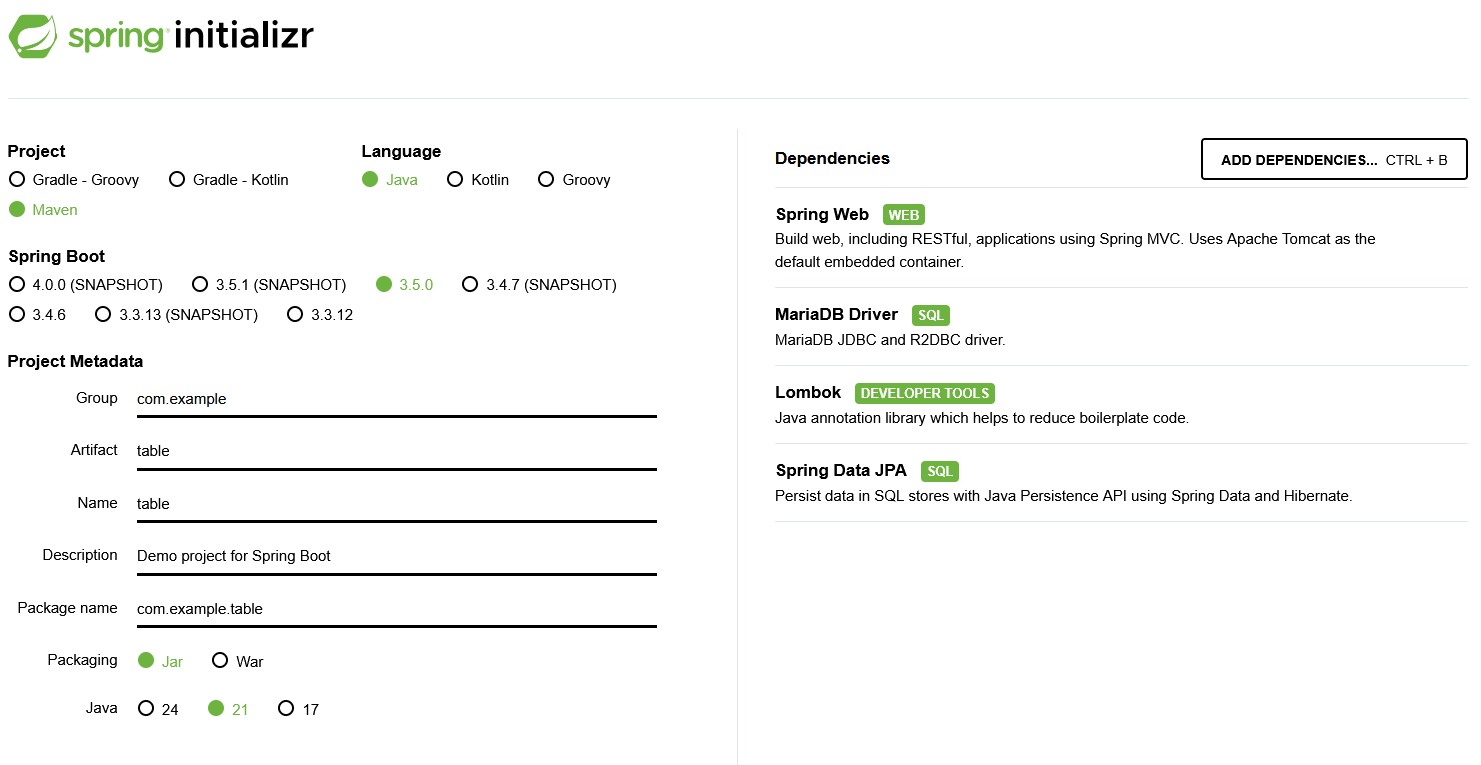 spring initializr
Project
Gradle - Groovy Gradle - Kotlin
Maven
Language
Java Kotlin Groovy
Spring Boot
4.0.0 (SNAPSHOT) 3.5.1 (SNAPSHOT) 3.5.0 3.4.7 (SNAPSHOT)
3.4.6 3.3.13 (SNAPSHOT) 3.3.12
Project Metadata
Group com.example
Artifact table
Name table
Description Demo project for Spring Boot
Package name com.example.table
Packaging Jar War
Java 24 21 17
Dependencies
ADD DEPENDENCIES... CTRL + B
Spring Web WEB
Build web, including RESTful, applications using Spring MVC. Uses Apache Tomcat as the
default embedded container.
MariaDB Driver SQL
MariaDB JDBC and R2DBC driver.
Lombok DEVELOPER TOOLS
Java annotation library which helps to reduce boilerplate code.
Spring Data JPA SQL
Persist data in SQL stores with Java Persistence API using Spring Data and Hibernate.